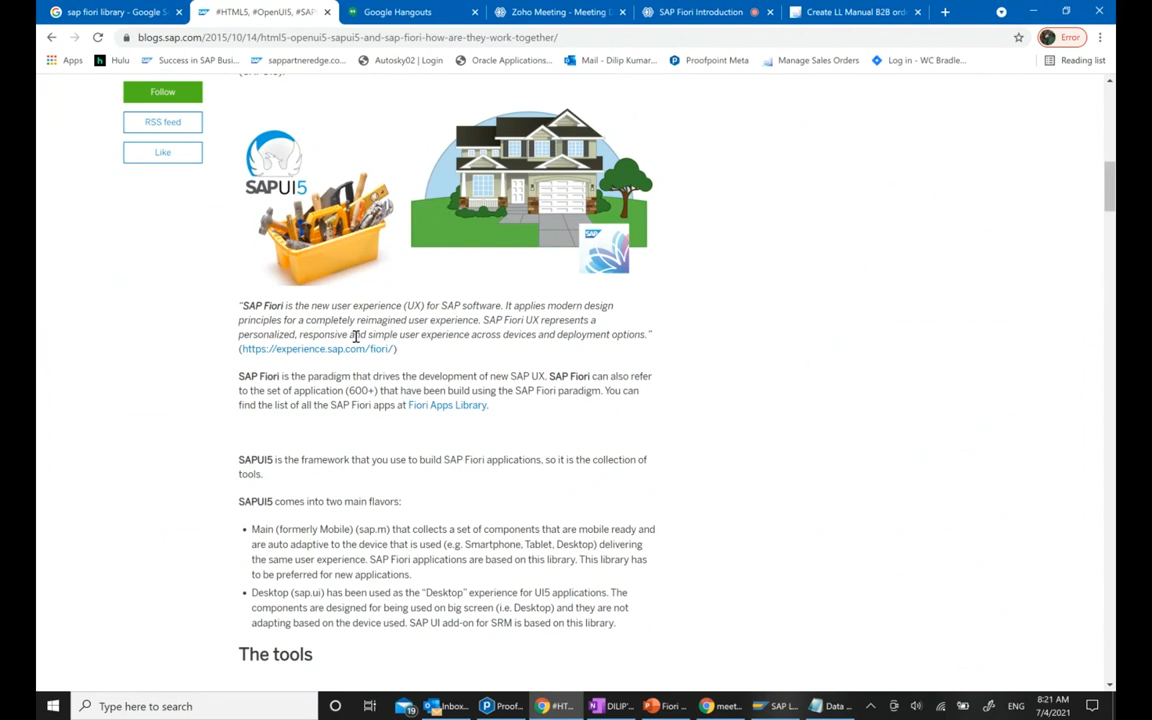 sap fiori library - Google S
#HTML5, #OpenUI5, #SAP
Google Hangouts
Zoho Meeting - Meeting D
SAP Fiori Introduction
Create LL Manual B2B ord
blogs.sap.com/2015/10/14/html5-openui5-sapui5-and-sap-fiori-how-are-they-work-together/
Error
Apps
Hulu
Success in SAP Busi...
sappartneredge.co...
Autosky02 | Login
Oracle Applications...
Mail - Dilip Kumar...
Proofpoint Meta
Manage Salse Orders
Log in - WC Bradle...
Reading list
Follow
RSS feed
Like
SAPUI5
SAP
"SAP Fiori is the new user experience (UX) for SAP software. It applies modern design
principles for a completely reimagined user experience. SAP Fiori UX represents a
personalized, responsive and simple user experience across devices and deployment options."
(https://experience.sap.com/fiori/)
SAP Fiori is the paradigm that drives the development of new SAP UX. SAP Fiori can also refer
to the set of application (600+) that have been build using the SAP Fiori paradigm. You can
find the list of all the SAP Fiori apps at Fiori Apps Library.
SAPUI5 is the framework that you use to build SAP Fiori applications, so it is the collection of
tools.
SAPUI5 comes into two main flavors:
• Main (formerly Mobile) (sap.m) that collects a set of components that are mobile ready and
are auto adaptive to the device that is used (e.g. Smartphone, Tablet, Desktop) delivering
the same user experience. SAP Fiori applications are based on this library. This library has
to be preferred for new applications.
• Desktop (sap.ui) has been used as the "Desktop" experience for UI5 applications. The
components are designed for being used on big screen (i.e. Desktop) and they are not
adapting based on the device used. SAP UI add-on for SRM is based on this library.
The tools
Type here to search
19
Inbox...
Proof...
#HT...
DILIP'...
Fiori ...
meet...
SAP L...
Data ...
ENG
8:21 AM
7/4/2021